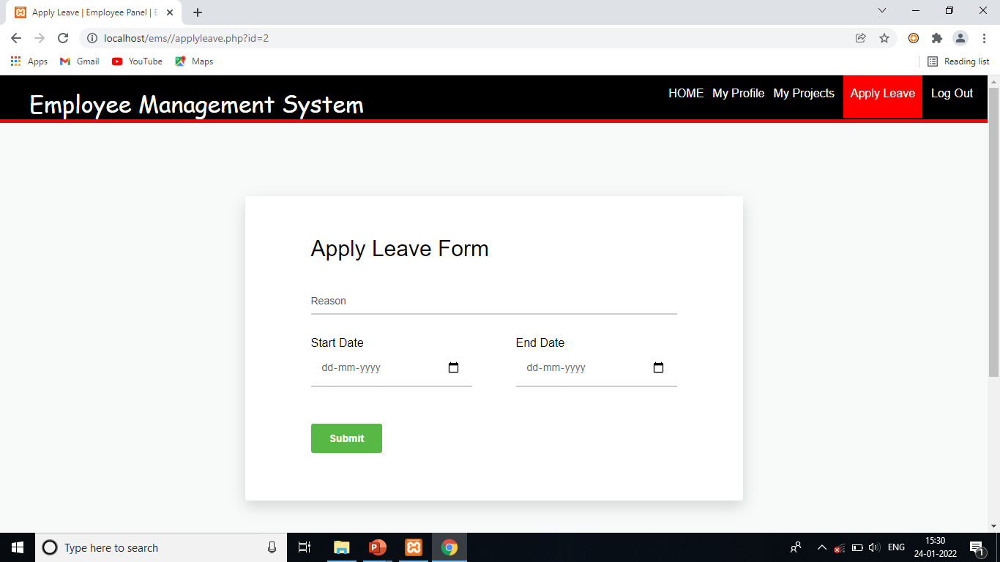 Apply Leave | Employee Panel | E
localhost/ems//applyleave.php?id=2
Apps Gmail YouTube Maps Reading list
Employee Management System
HOME My Profile My Projects Apply Leave Log Out
Apply Leave Form
Reason
Start Date End Date
dd-mm-yyyy dd-mm-yyyy
Submit
Type here to search
ENG
15:30
24-01-2022
1